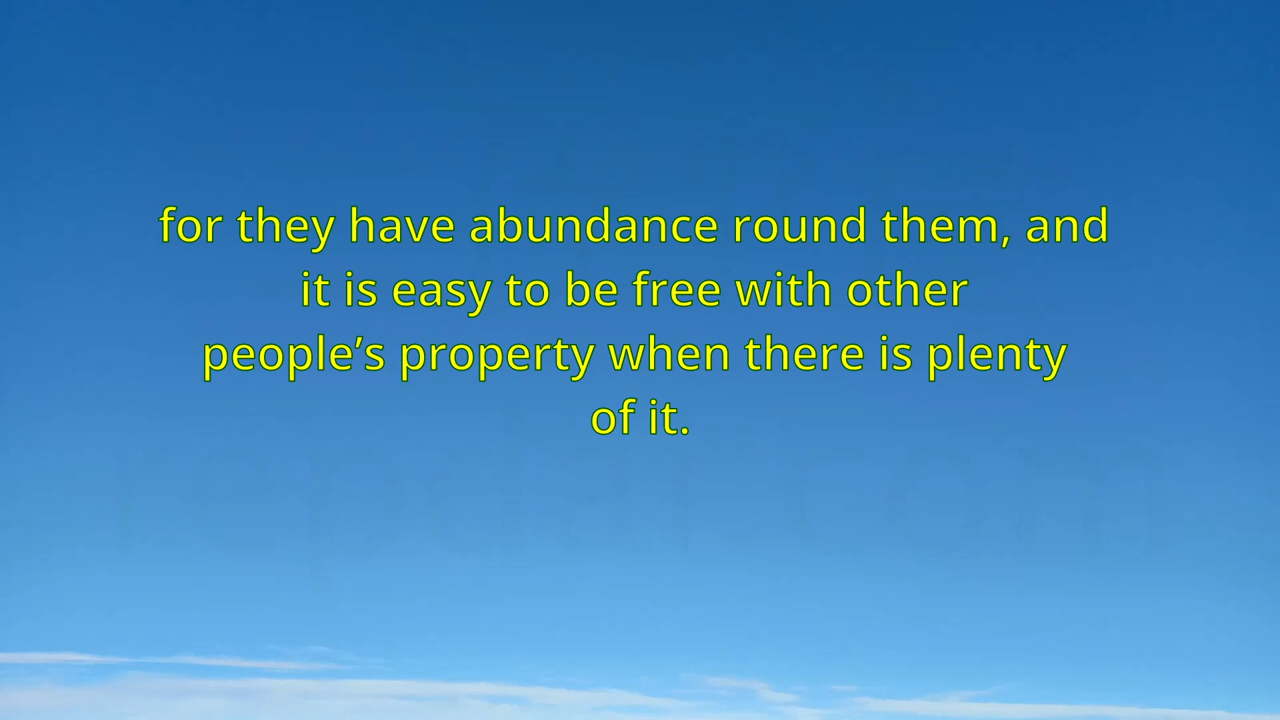 for they have abundance round them, and
it is easy to be free with other
people’s property when there is plenty
of it.